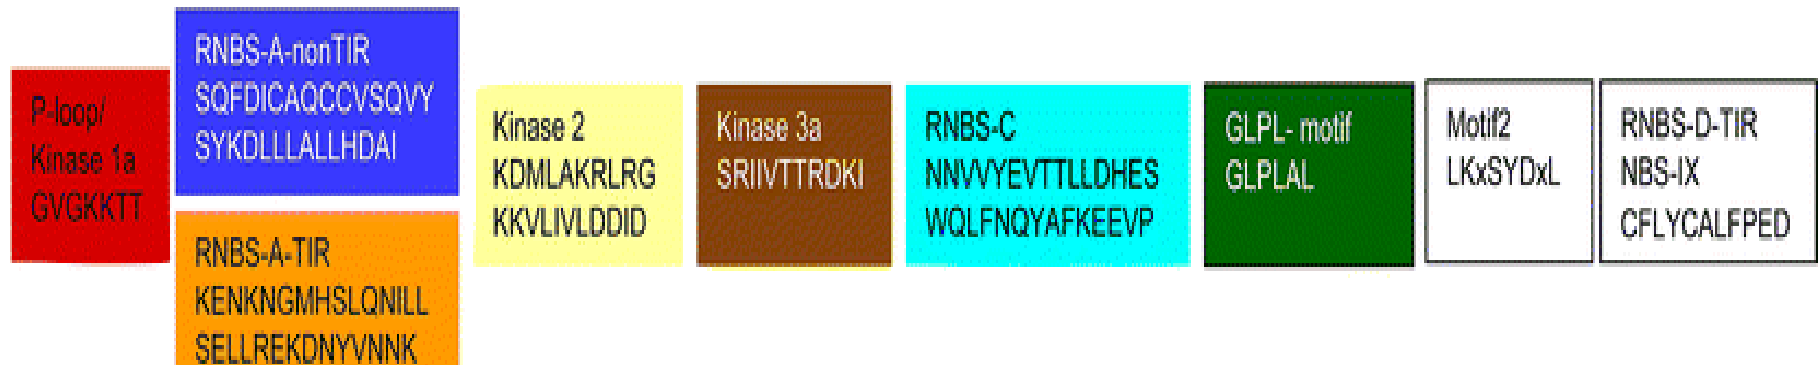 P-loop/
Kinase 1a
GVGKKTT
RNBS-A-nonTIR
SQFDICAQCCVSQVY
SYKDLLLALLHDAI
RNBS-A-TIR
KENKNGMHSLQNILL
SELLREKDNYVNNK
Kinase 2
KDMLAKRLRG
KKVLIVLDDID
Kinase 3a
SRIIVTTRDKI
RNBS-C
NNVVYEVTTLLDHES
WQLFNQYAFKEEVP
GLPL- motif
GLPLAL
Motif2
LKxSYDxL
RNBS-D-TIR
NBS-IX
CFLYCALFPED